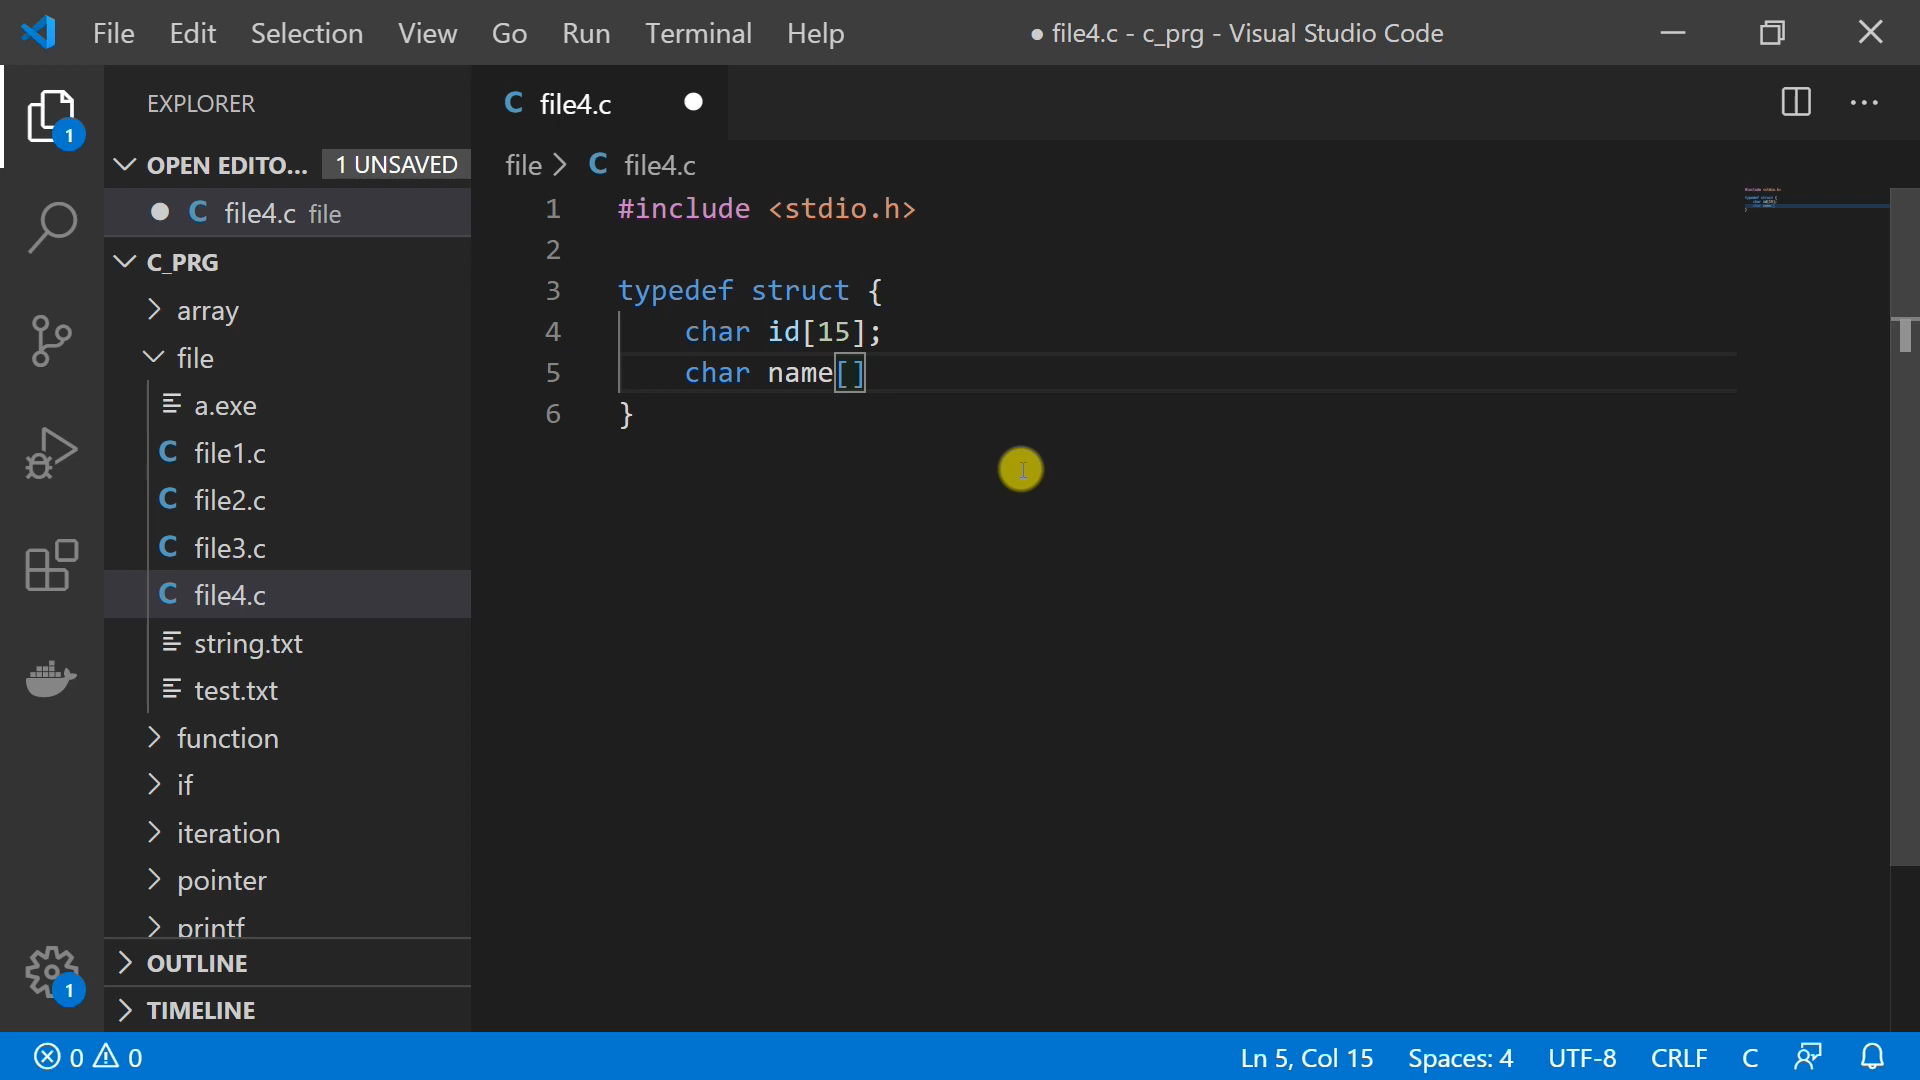 File Edit Selection View Go Run Terminal Help ● file4.c - c_prg - Visual Studio Code
EXPLORER
1
OPEN EDITO... 1 UNSAVED
C file4.c file
C_PRG
array
file
a.exe
C file1.c
C file2.c
C file3.c
C file4.c
string.txt
test.txt
function
if
iteration
pointer
printf
OUTLINE
1
TIMELINE
C file4.c
file > C file4.c
1 #include <stdio.h>
2
3 typedef struct {
4 char id[15];
5 char name[]
6 }
0 0 Ln 5, Col 15 Spaces: 4 UTF-8 CRLF C